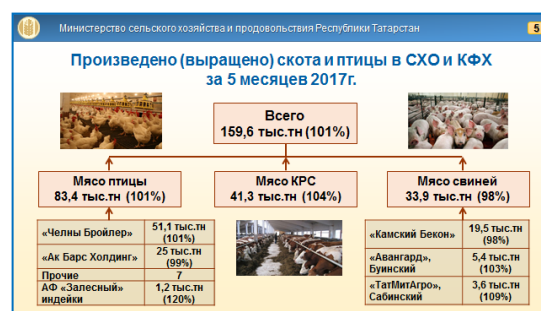 Министерство сельского хозяйства и продовольствия Республики Татарстан
5
Произведено (выращено) скота и птицы в СХО и КФХ
за 5 месяцев 2017г.
Всего
159,6 тыс.тн (101%)
Мясо птицы
83,4 тыс.тн (101%)
Мясо КРС
41,3 тыс.тн (104%)
Мясо свиней
33,9 тыс.тн (98%)
«Челны Бройлер» 51,1 тыс.тн
(101%)
«Ак Барс Холдинг» 25 тыс.тн
(99%)
Прочие 7
АФ «Залесный» 1,2 тыс.тн
индейки (120%)
«Камский Бекон» 19,5 тыс.тн
(98%)
«Авангард», 5,4 тыс.тн
Буинский (103%)
«ТатМитАгро», 3,6 тыс.тн
Сабинский (109%)